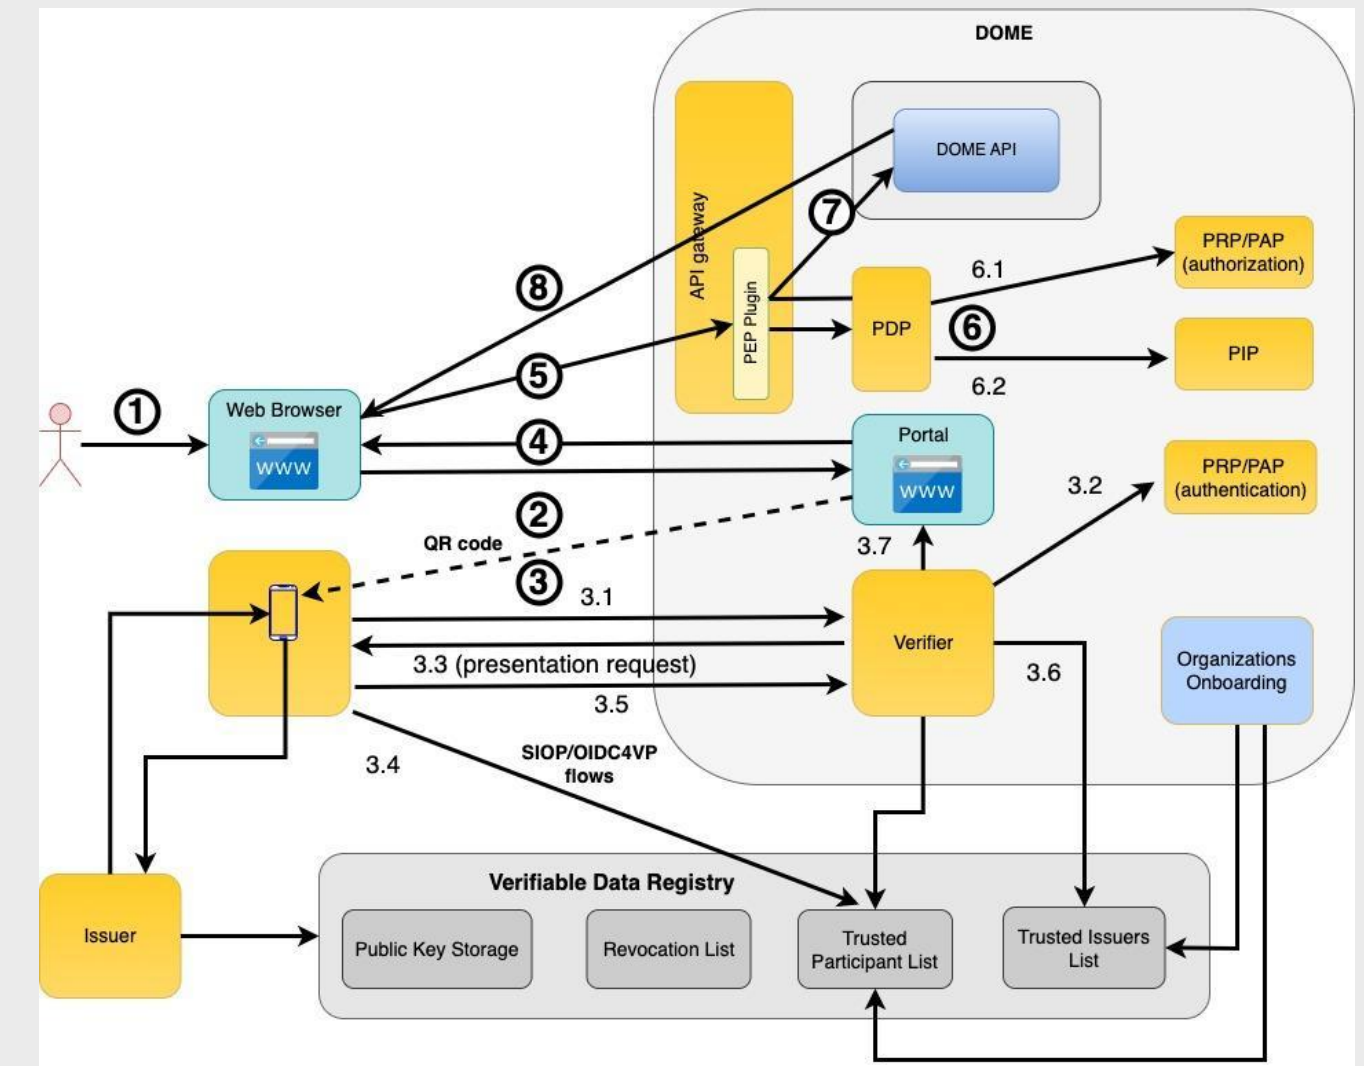 DOME
DOME API
API gateway
PEP Plugin
7
PRP/PAP
(authorization)
6.1
8
PDP
6
PIP
6.2
5
1
Web Browser
WWW
4
Portal
WWW
PRP/PAP
(authentication)
3.2
2
QR code
3.7
3
3.1
Verifier
3.3 (presentation request)
3.6
Organizations
Onboarding
3.5
SIOP/OIDC4VP
flows
3.4
Verifiable Data Registry
Issuer
Public Key Storage
Revocation List
Trusted
Participant List
Trusted Issuers
List